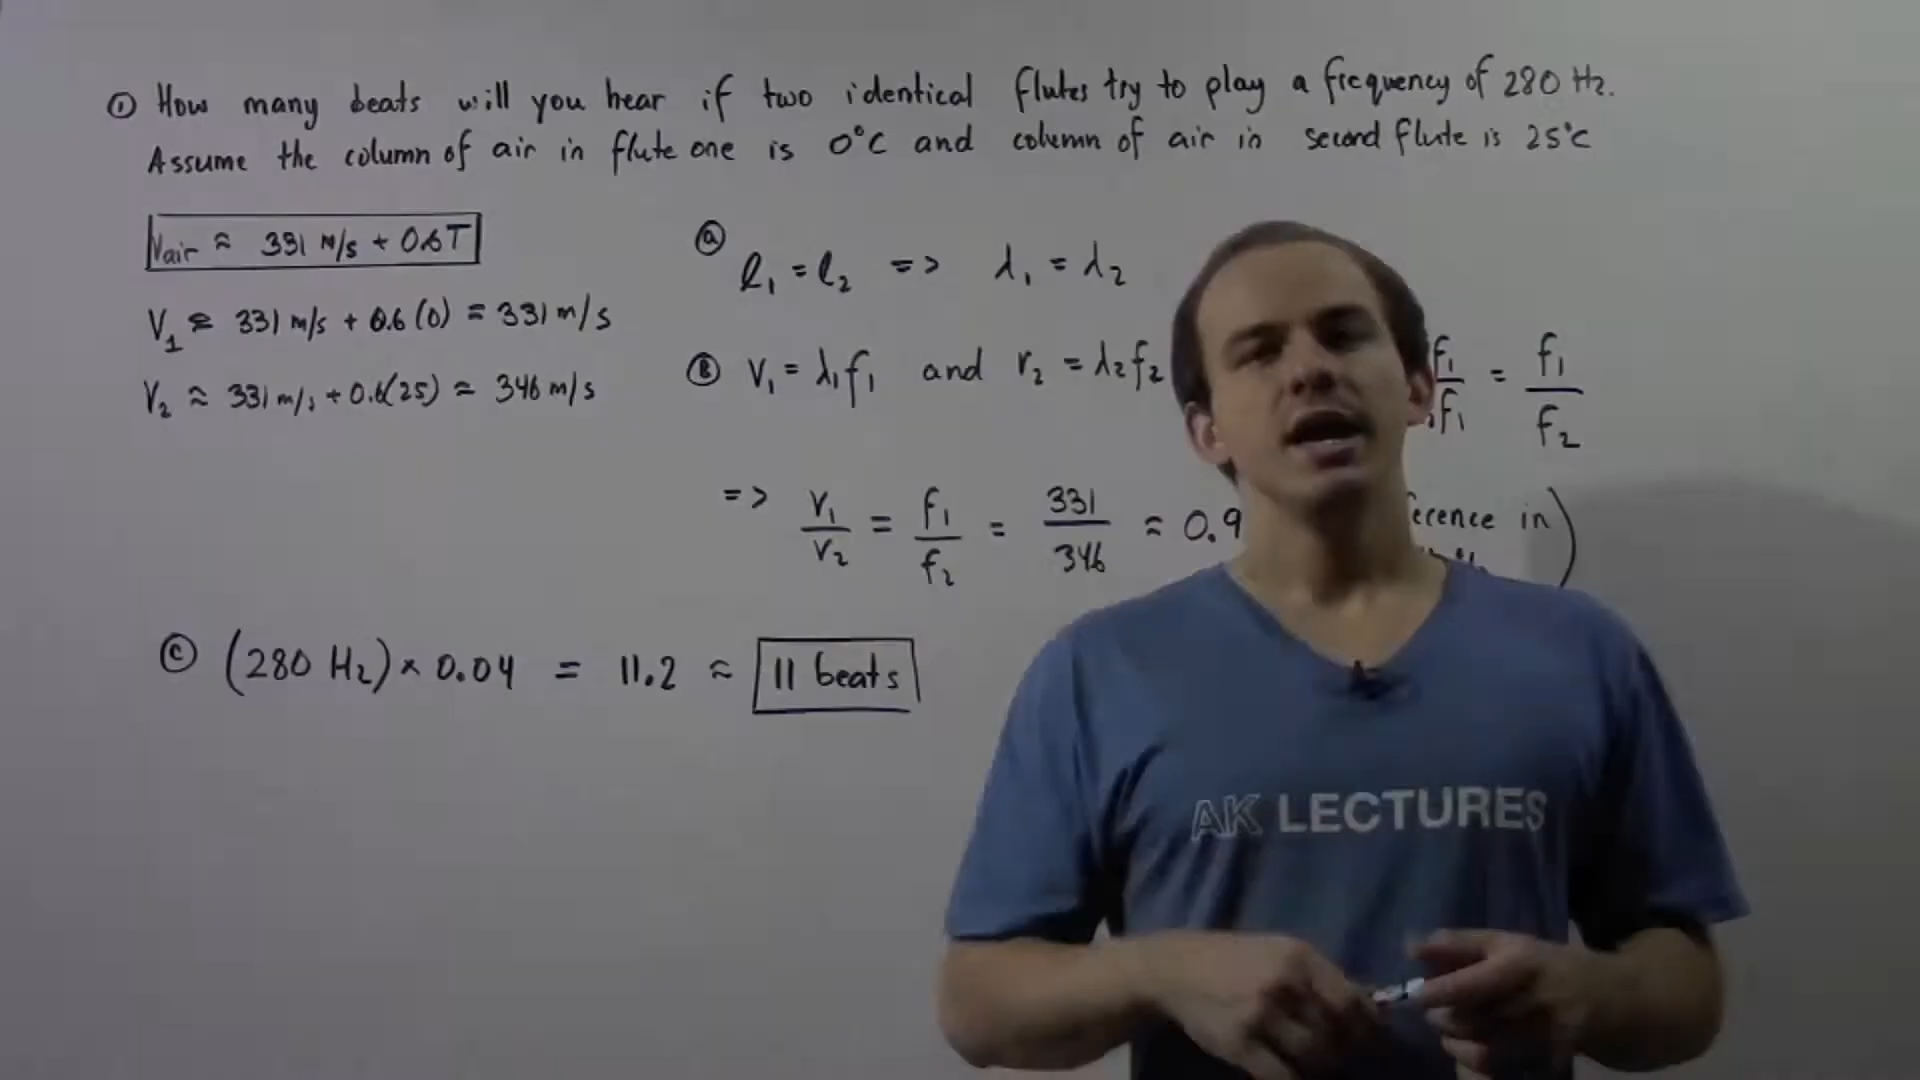 ① How many beats will you hear if two identical flutes try to play a frequency of 280 Hz.
Assume the column of air in flute one is 0°C and column of air in second flute is 25°C
Vair ≈ 331 m/s + 0.6T
V₁ ≈ 331 m/s + 0.6(0) = 331 m/s
V₂ ≈ 331 m/s + 0.6(25) ≈ 346 m/s
ⓐ
l₁ = l₂ => λ₁ = λ₂
Ⓑ V₁ = λ₁f₁ and V₂ = λ₂f₂
f₁ / f₁ = f₁ / f₂
=> V₁/V₂ = f₁/f₂ = 331/346 ≈ 0.9
in)
ⓒ (280 Hz) × 0.04 = 11.2 ≈ 11 beats
AK LECTURES